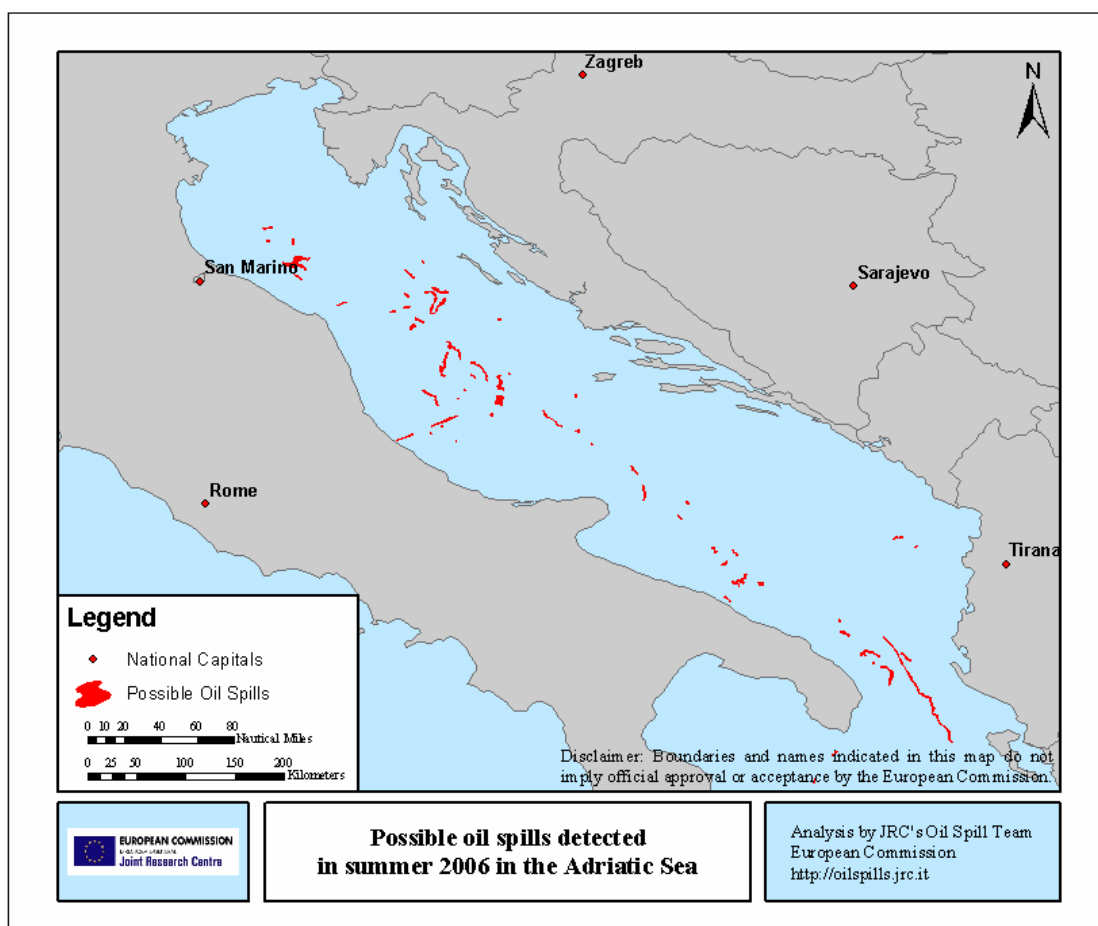 Zagreb
N
San Marino
Sarajevo
Rome
Tirana
Legend
National Capitals
Possible Oil Spills
0 10 20 40 60 80
Nautical Miles
0 25 50 100 150 200
Kilometers
Disclaimer: Boundaries and names indicated in this map do not
imply official approval or acceptance by the European Commission.
EUROPEAN COMMISSION
Joint Research Centre
Possible oil spills detected
in summer 2006 in the Adriatic Sea
Analysis by JRC's Oil Spill Team
European Commission
http://oilspills.jrc.it